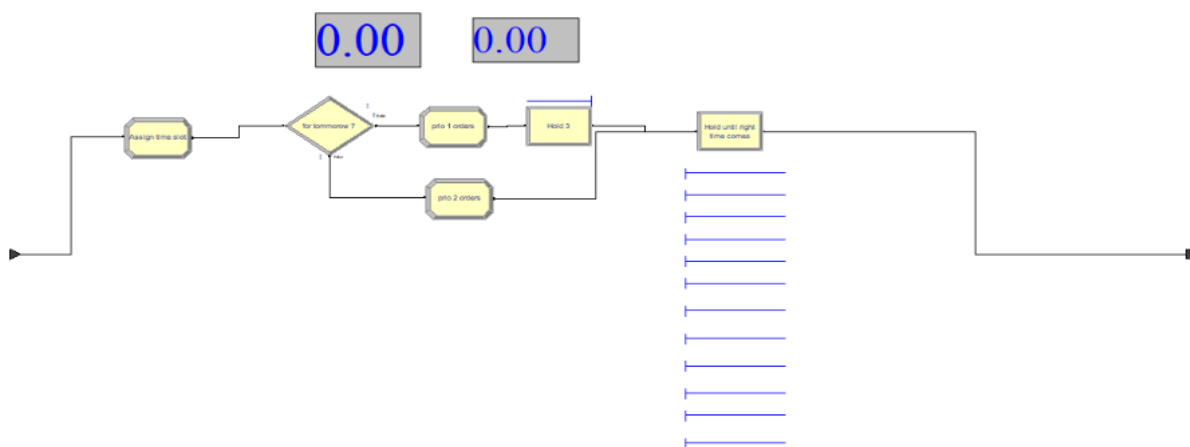 0.00
0.00
Assign time slot
for tommorow ?
True
prio 1 orders
Hold 3
Hold until right
time comes
False
prio 2 orders